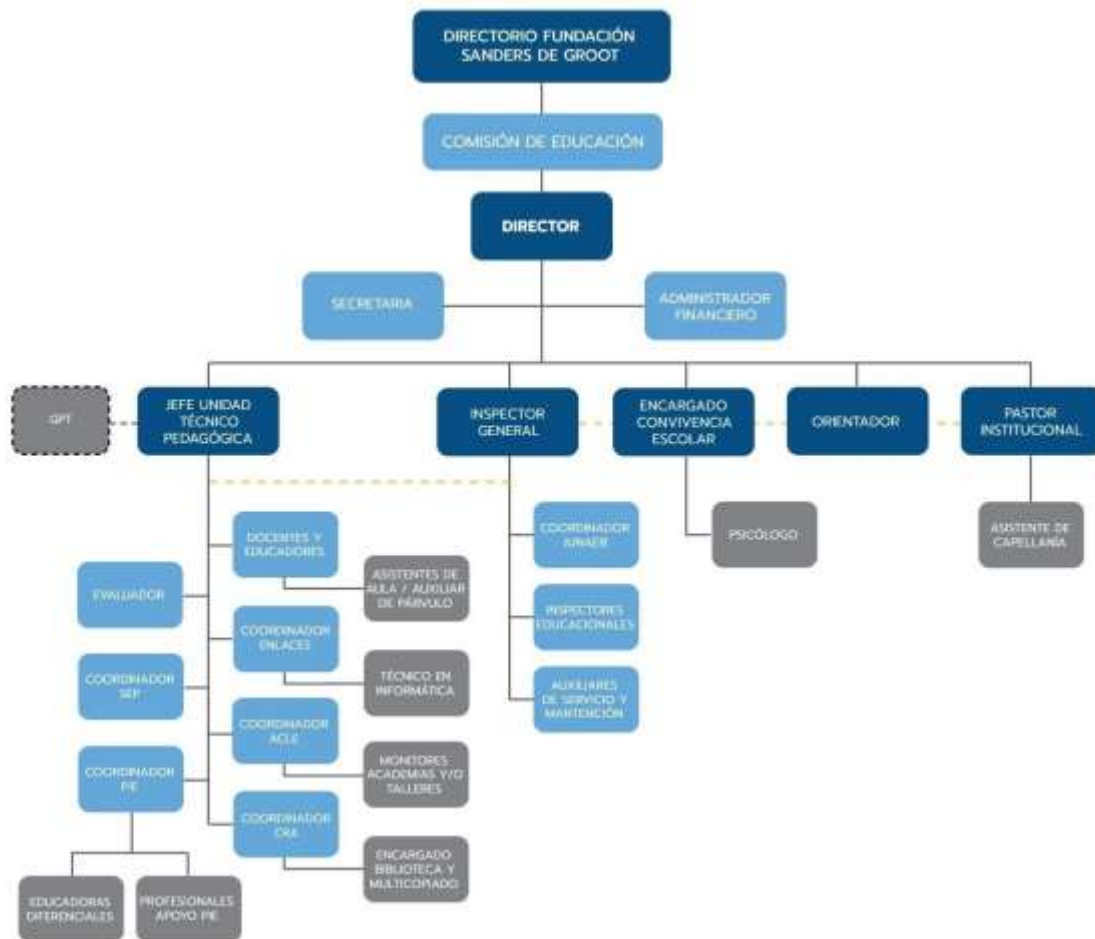 DIRECTORIO FUNDACIÓN
SANDERS DE GROOT
COMISIÓN DE EDUCACIÓN
DIRECTOR
SECRETARIA
ADMINISTRADOR
FINANCIERO
GPT
JEFE UNIDAD
TÉCNICO
PEDAGÓGICA
INSPECTOR
GENERAL
ENCARGADO
CONVIVENCIA
ESCOLAR
ORIENTADOR
PASTOR
INSTITUCIONAL
DOCENTES Y
EDUCADORES
COORDINADOR
JUNAEB
PSICÓLOGO
ASISTENTE DE
CAPELLANÍA
EVALUADOR
ASISTENTES DE
AULA / AUXILIAR
DE PÁRVULO
INSPECTORES
EDUCACIONALES
COORDINADOR
ENLACES
COORDINADOR
SEP
TÉCNICO EN
INFORMÁTICA
AUXILIARES
DE SERVICIO Y
MANTENCIÓN
COORDINADOR
ACLE
COORDINADOR
PIE
MONITORES
ACADEMIAS Y/O
TALLERES
COORDINADOR
CRA
ENCARGADO
BIBLIOTECA Y
MULTICOPIADO
EDUCADORAS
DIFERENCIALES
PROFESIONALES
APOYO PIE